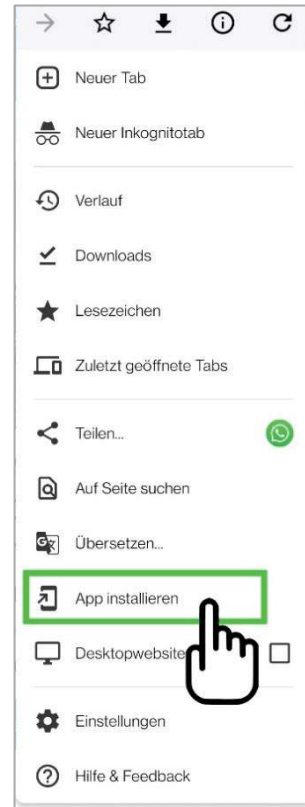 Neuer Tab
Neuer Inkognitotab
Verlauf
Downloads
Lesezeichen
Zuletzt geöffnete Tabs
Teilen...
Auf Seite suchen
Übersetzen...
App installieren
Desktopwebsite
Einstellungen
Hilfe & Feedback